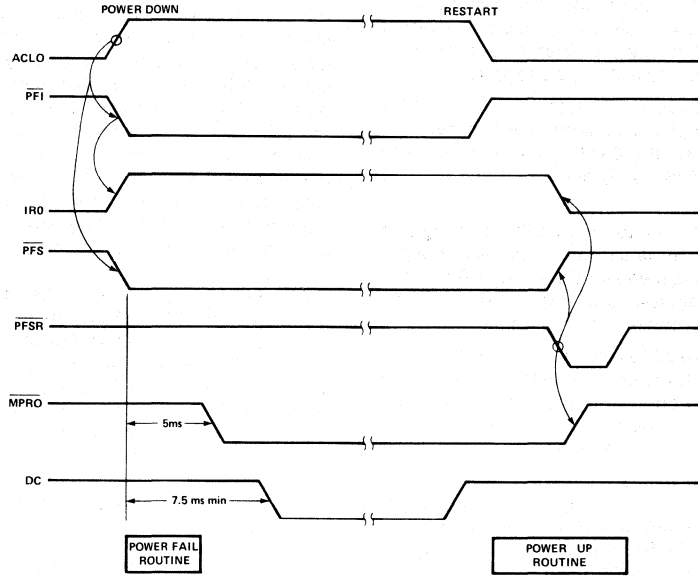 POWER DOWN
RESTART
ACLO
PFI
IR0
PFS
PFSR
MPRO
5ms
DC
7.5 ms min
POWER FAIL
ROUTINE
POWER UP
ROUTINE